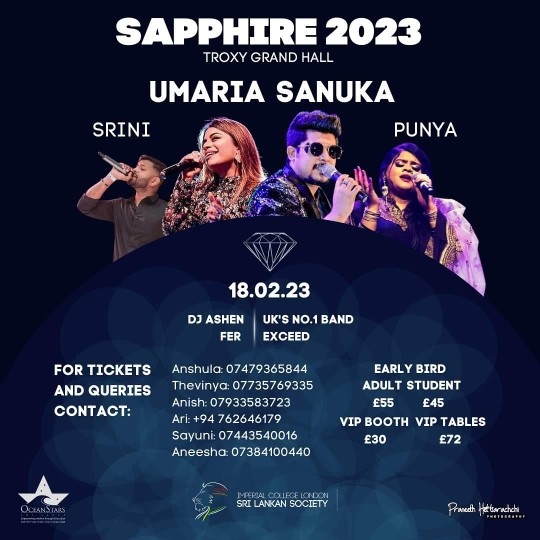 SAPPHIRE 2023
TROXY GRAND HALL
UMARIA SANUKA
SRINI
PUNYA
18.02.23
DJ ASHEN
FER
UK'S NO.1 BAND
EXCEED
FOR TICKETS
AND QUERIES
CONTACT:
Anshula: 07479365844
Thevinya: 07735769335
Anish: 07933583723
Ari: +94 762646179
Sayuni: 07443540016
Aneesha: 07384100440
EARLY BIRD
ADULT STUDENT
£55 £45
VIP BOOTH VIP TABLES
£30 £72
OCEANSTARS
IMPERIAL COLLEGE LONDON
SRI LANKAN SOCIETY
Praneeth Hettiarachchi
PHOTOGRAPHY